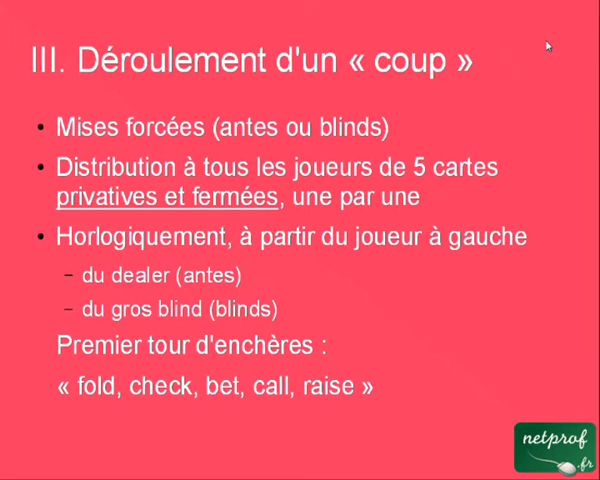 III. Déroulement d'un « coup »
• Mises forcées (antes ou blinds)
• Distribution à tous les joueurs de 5 cartes
privatives et fermées, une par une
• Horlogiquement, à partir du joueur à gauche
– du dealer (antes)
– du gros blind (blinds)
Premier tour d'enchères :
« fold, check, bet, call, raise »
netprof
.fr